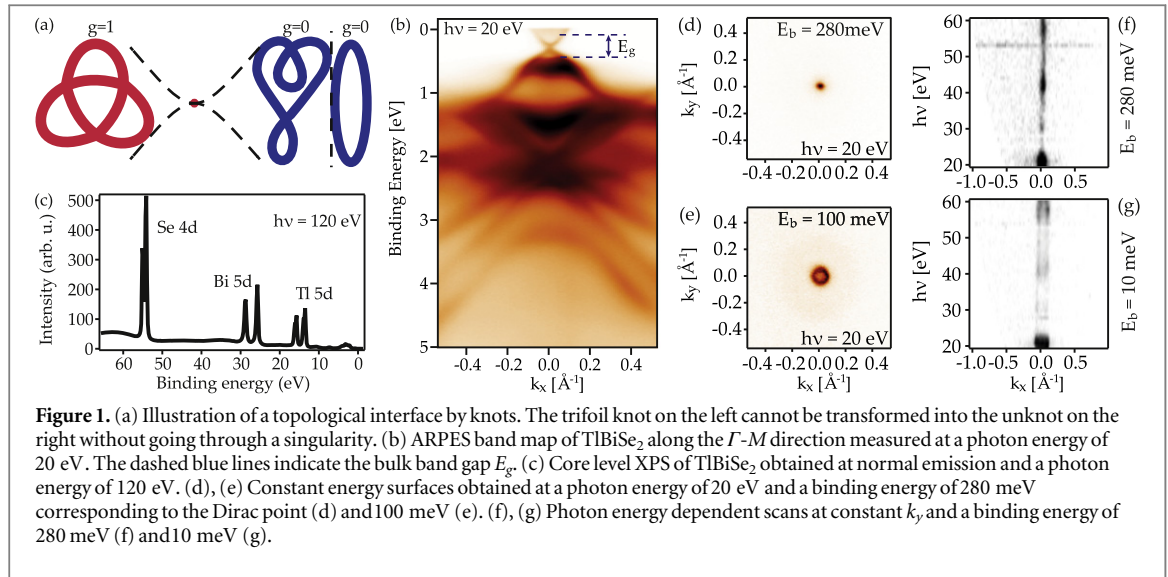 (a)
g=1
g=0
g=0
(b)
hν = 20 eV
E_g
Binding Energy [eV]
0
1
2
3
4
5
-0.4
-0.2
0.0
0.2
0.4
k_x [Å⁻¹]
(c)
hν = 120 eV
Se 4d
Bi 5d
Tl 5d
Intensity (arb. u.)
500
400
300
200
100
0
60
50
40
30
20
10
0
Binding energy (eV)
(d)
E_b = 280meV
k_y [Å⁻¹]
0.4
0.2
0.0
-0.2
-0.4
hν = 20 eV
-0.4 -0.2 0.0 0.2 0.4
k_x [Å⁻¹]
(e)
E_b = 100 meV
k_y [Å⁻¹]
0.4
0.2
0.0
-0.2
-0.4
hν = 20 eV
-0.4 -0.2 0.0 0.2 0.4
k_x [Å⁻¹]
(f)
hν [eV]
60
50
40
30
20
E_b = 280 meV
-1.0 -0.5 0.0 0.5
(g)
hν [eV]
60
50
40
30
20
E_b = 10 meV
-1.0 -0.5 0.0 0.5
k_x [Å⁻¹]
Figure 1. (a) Illustration of a topological interface by knots. The trifoil knot on the left cannot be transformed into the unknot on the
right without going through a singularity. (b) ARPES band map of TlBiSe₂ along the Γ-M direction measured at a photon energy of
20 eV. The dashed blue lines indicate the bulk band gap E_g. (c) Core level XPS of TlBiSe₂ obtained at normal emission and a photon
energy of 120 eV. (d), (e) Constant energy surfaces obtained at a photon energy of 20 eV and a binding energy of 280 meV
corresponding to the Dirac point (d) and 100 meV (e). (f), (g) Photon energy dependent scans at constant k_y and a binding energy of
280 meV (f) and 10 meV (g).